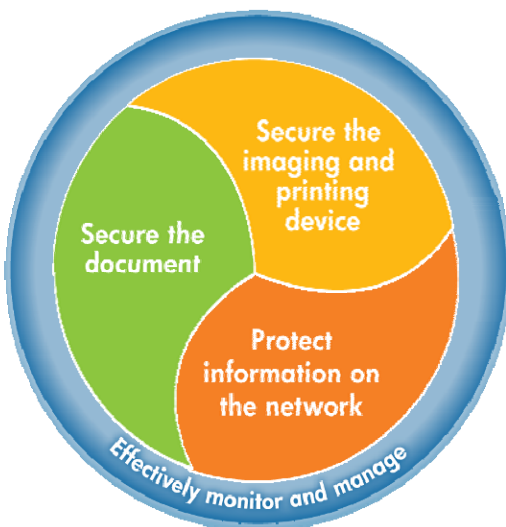 Secure the
imaging and
printing
device
Secure the
document
Protect
information on
the network
Effectively monitor and manage